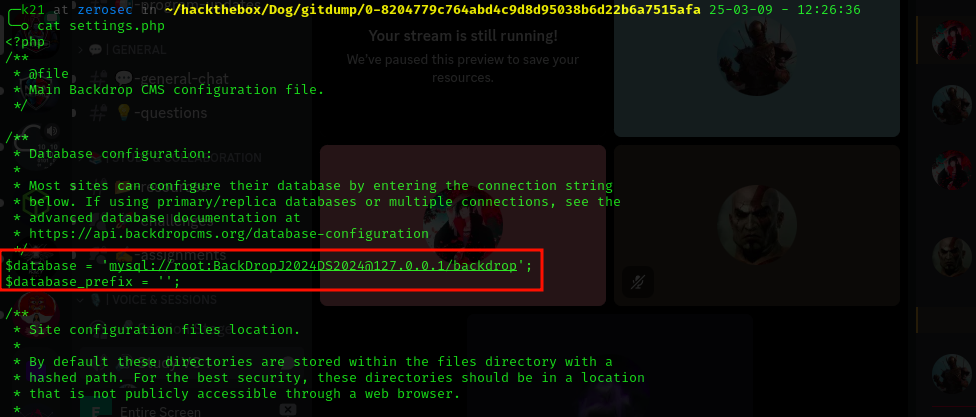 ╭─k21 at zerosec in ~/hackthebox/Dog/gitdump/0-8204779c764abd4c9d8d95038b6d22b6a7515afa 25-03-09 - 12:26:36
╰─○ cat settings.php
<?php
/**
 * @file
 * Main Backdrop CMS configuration file.
 */
/**
 * Database configuration:
 *
 * Most sites can configure their database by entering the connection string
 * below. If using primary/replica databases or multiple connections, see the
 * advanced database documentation at
 * https://api.backdropcms.org/database-configuration
 */
$database = 'mysql://root:BackDropJ2024DS2024@127.0.0.1/backdrop';
$database_prefix = '';
/**
 * Site configuration files location.
 *
 * By default these directories are stored within the files directory with a
 * hashed path. For the best security, these directories should be in a location
 * that is not publicly accessible through a web browser.
 *
Your stream is still running!
We've paused this preview to save your
resources.
| GENERAL
-general-chat
-questions
-assignments
| VOICE & SESSIONS
Entire Screen